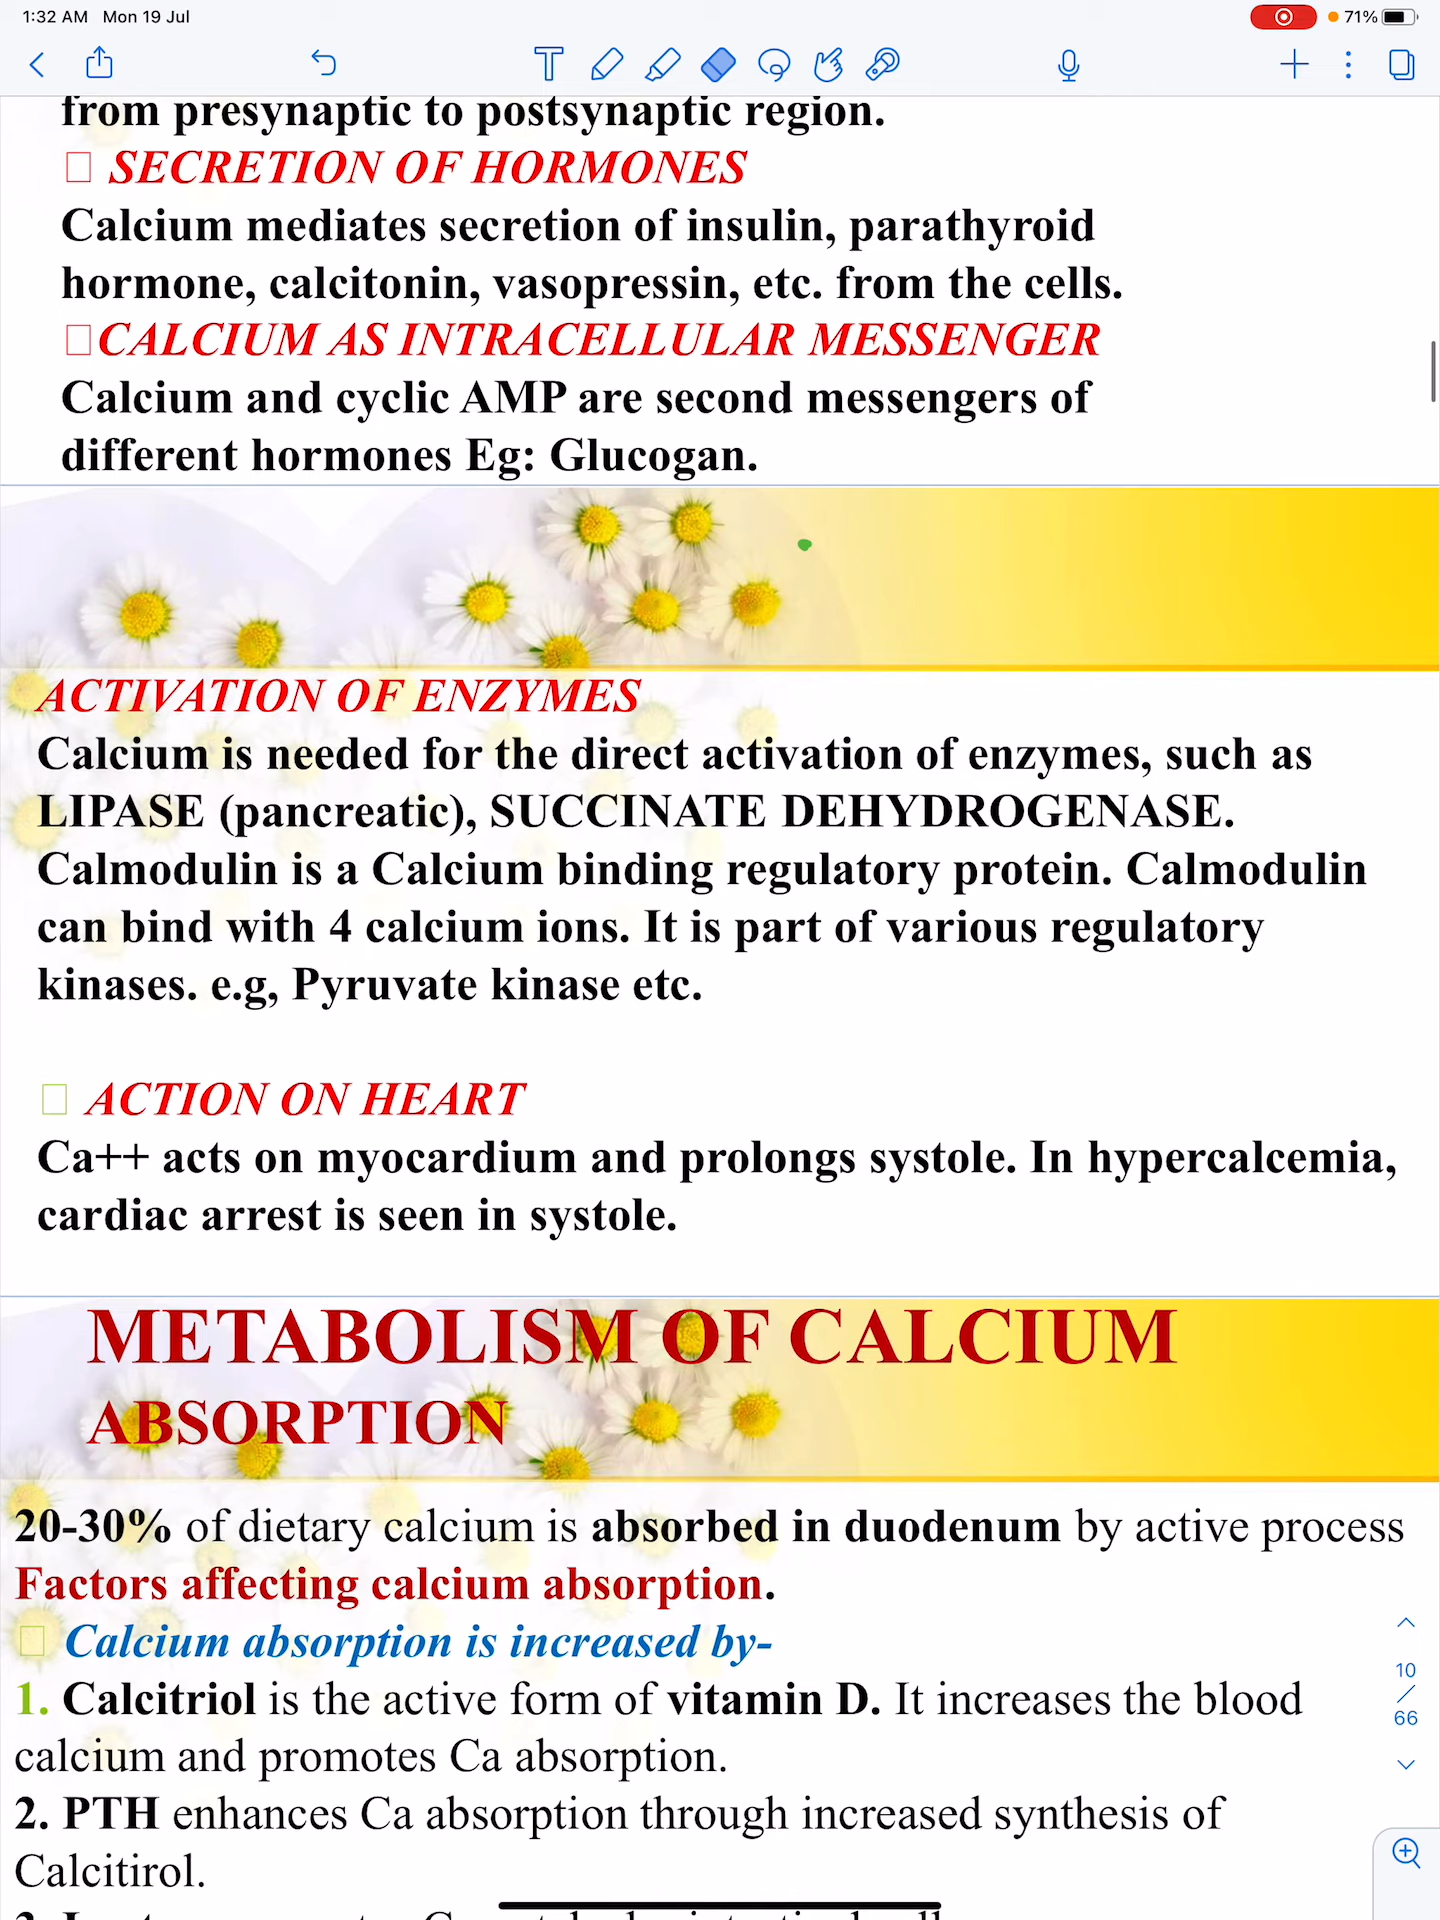 1:32 AM Mon 19 Jul
71%
from presynaptic to postsynaptic region.
SECRETION OF HORMONES
Calcium mediates secretion of insulin, parathyroid
hormone, calcitonin, vasopressin, etc. from the cells.
CALCIUM AS INTRACELLULAR MESSENGER
Calcium and cyclic AMP are second messengers of
different hormones Eg: Glucogan.
ACTIVATION OF ENZYMES
Calcium is needed for the direct activation of enzymes, such as
LIPASE (pancreatic), SUCCINATE DEHYDROGENASE.
Calmodulin is a Calcium binding regulatory protein. Calmodulin
can bind with 4 calcium ions. It is part of various regulatory
kinases. e.g, Pyruvate kinase etc.
ACTION ON HEART
Ca++ acts on myocardium and prolongs systole. In hypercalcemia,
cardiac arrest is seen in systole.
METABOLISM OF CALCIUM
ABSORPTION
20-30% of dietary calcium is absorbed in duodenum by active process
Factors affecting calcium absorption.
Calcium absorption is increased by-
1. Calcitriol is the active form of vitamin D. It increases the blood
calcium and promotes Ca absorption.
2. PTH enhances Ca absorption through increased synthesis of
Calcitirol.
10
/
66